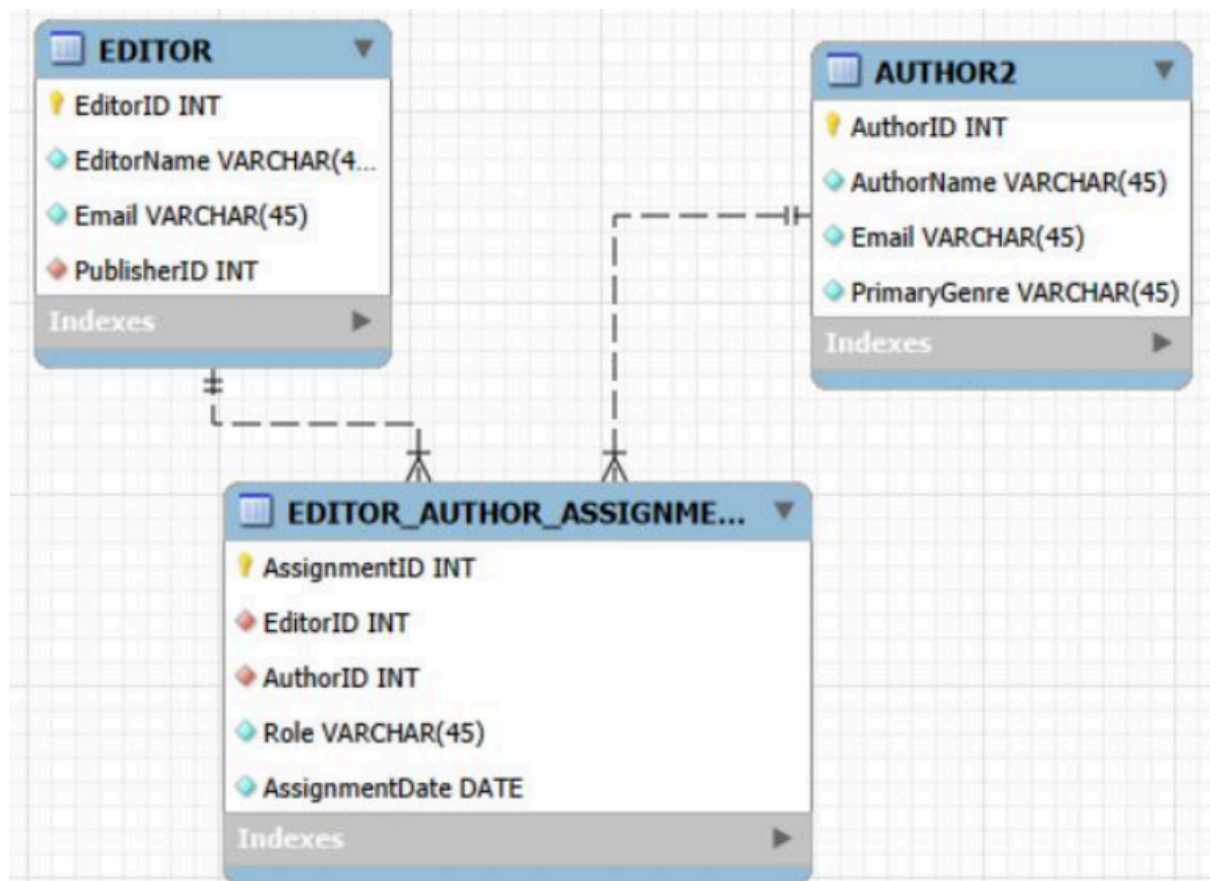 EDITOR
EditorID INT
EditorName VARCHAR(4...
Email VARCHAR(45)
PublisherID INT
Indexes
AUTHOR2
AuthorID INT
AuthorName VARCHAR(45)
Email VARCHAR(45)
PrimaryGenre VARCHAR(45)
Indexes
EDITOR_AUTHOR_ASSIGNME...
AssignmentID INT
EditorID INT
AuthorID INT
Role VARCHAR(45)
AssignmentDate DATE
Indexes